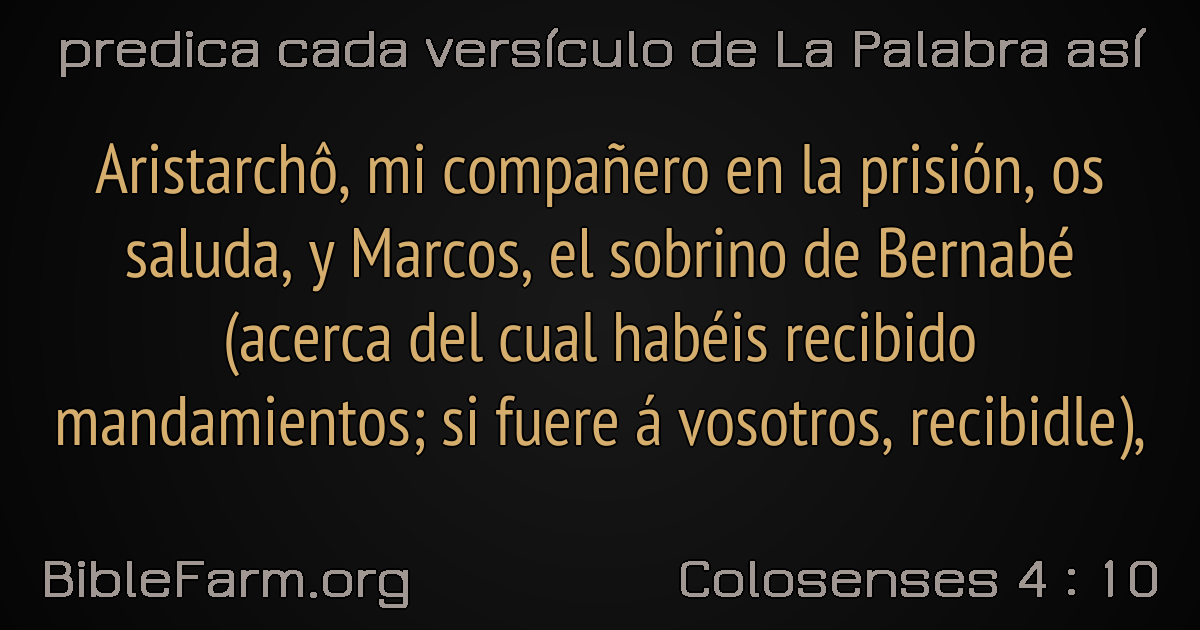 predica cada versículo de La Palabra así
Aristarchô, mi compañero en la prisión, os
saluda, y Marcos, el sobrino de Bernabé
(acerca del cual habéis recibido
mandamientos; si fuere á vosotros, recibidle),
BibleFarm.org
Colosenses 4 : 10